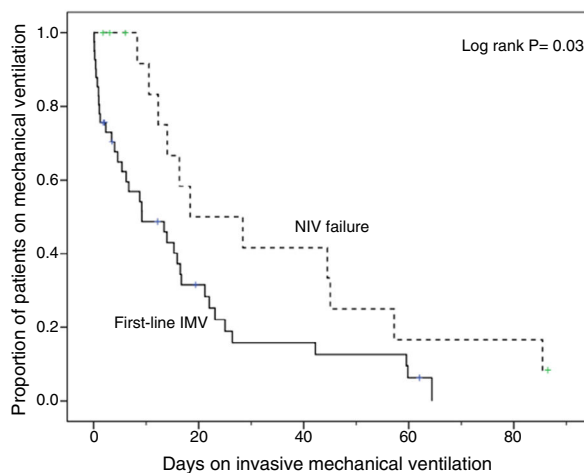 Proportion of patients on mechanical ventilation
1.0
0.8
0.6
0.4
0.2
0.0
Log rank P= 0.03
NIV failure
First-line IMV
0
20
40
60
80
Days on invasive mechanical ventilation